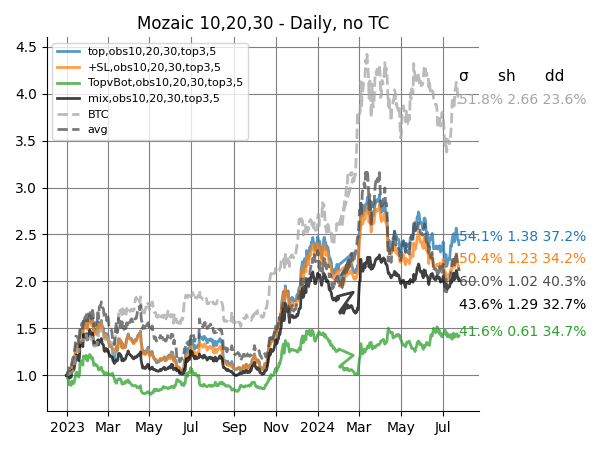 Mozaic 10,20,30 - Daily, no TC
top,obs10,20,30,top3,5
+SL,obs10,20,30,top3,5
TopvBot,obs10,20,30,top3,5
mix,obs10,20,30,top3,5
BTC
avg
σ sh dd
51.8% 2.66 23.6%
54.1% 1.38 37.2%
50.4% 1.23 34.2%
60.0% 1.02 40.3%
43.6% 1.29 32.7%
41.6% 0.61 34.7%
4.5
4.0
3.5
3.0
2.5
2.0
1.5
1.0
2023 Mar May Jul Sep Nov 2024 Mar May Jul